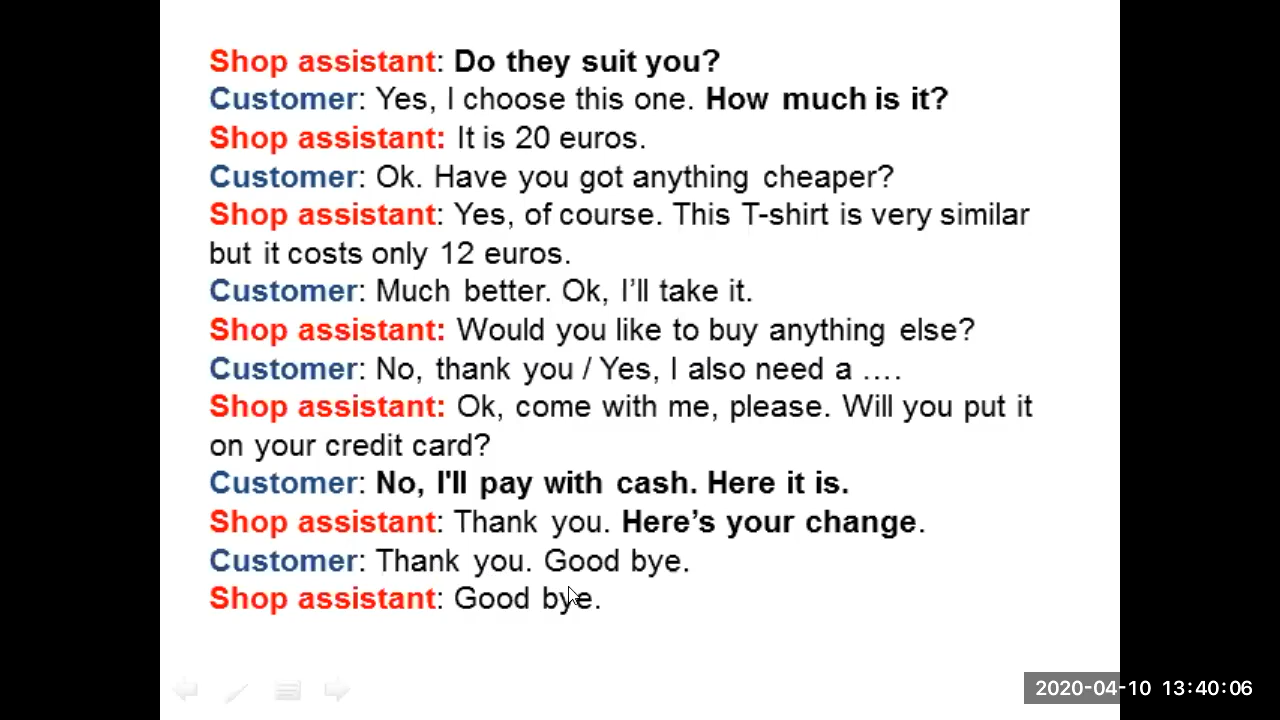 Shop assistant: Do they suit you?
Customer: Yes, I choose this one. How much is it?
Shop assistant: It is 20 euros.
Customer: Ok. Have you got anything cheaper?
Shop assistant: Yes, of course. This T-shirt is very similar
but it costs only 12 euros.
Customer: Much better. Ok, I’ll take it.
Shop assistant: Would you like to buy anything else?
Customer: No, thank you / Yes, I also need a ….
Shop assistant: Ok, come with me, please. Will you put it
on your credit card?
Customer: No, I'll pay with cash. Here it is.
Shop assistant: Thank you. Here’s your change.
Customer: Thank you. Good bye.
Shop assistant: Good bye.
2020-04-10 13:40:06